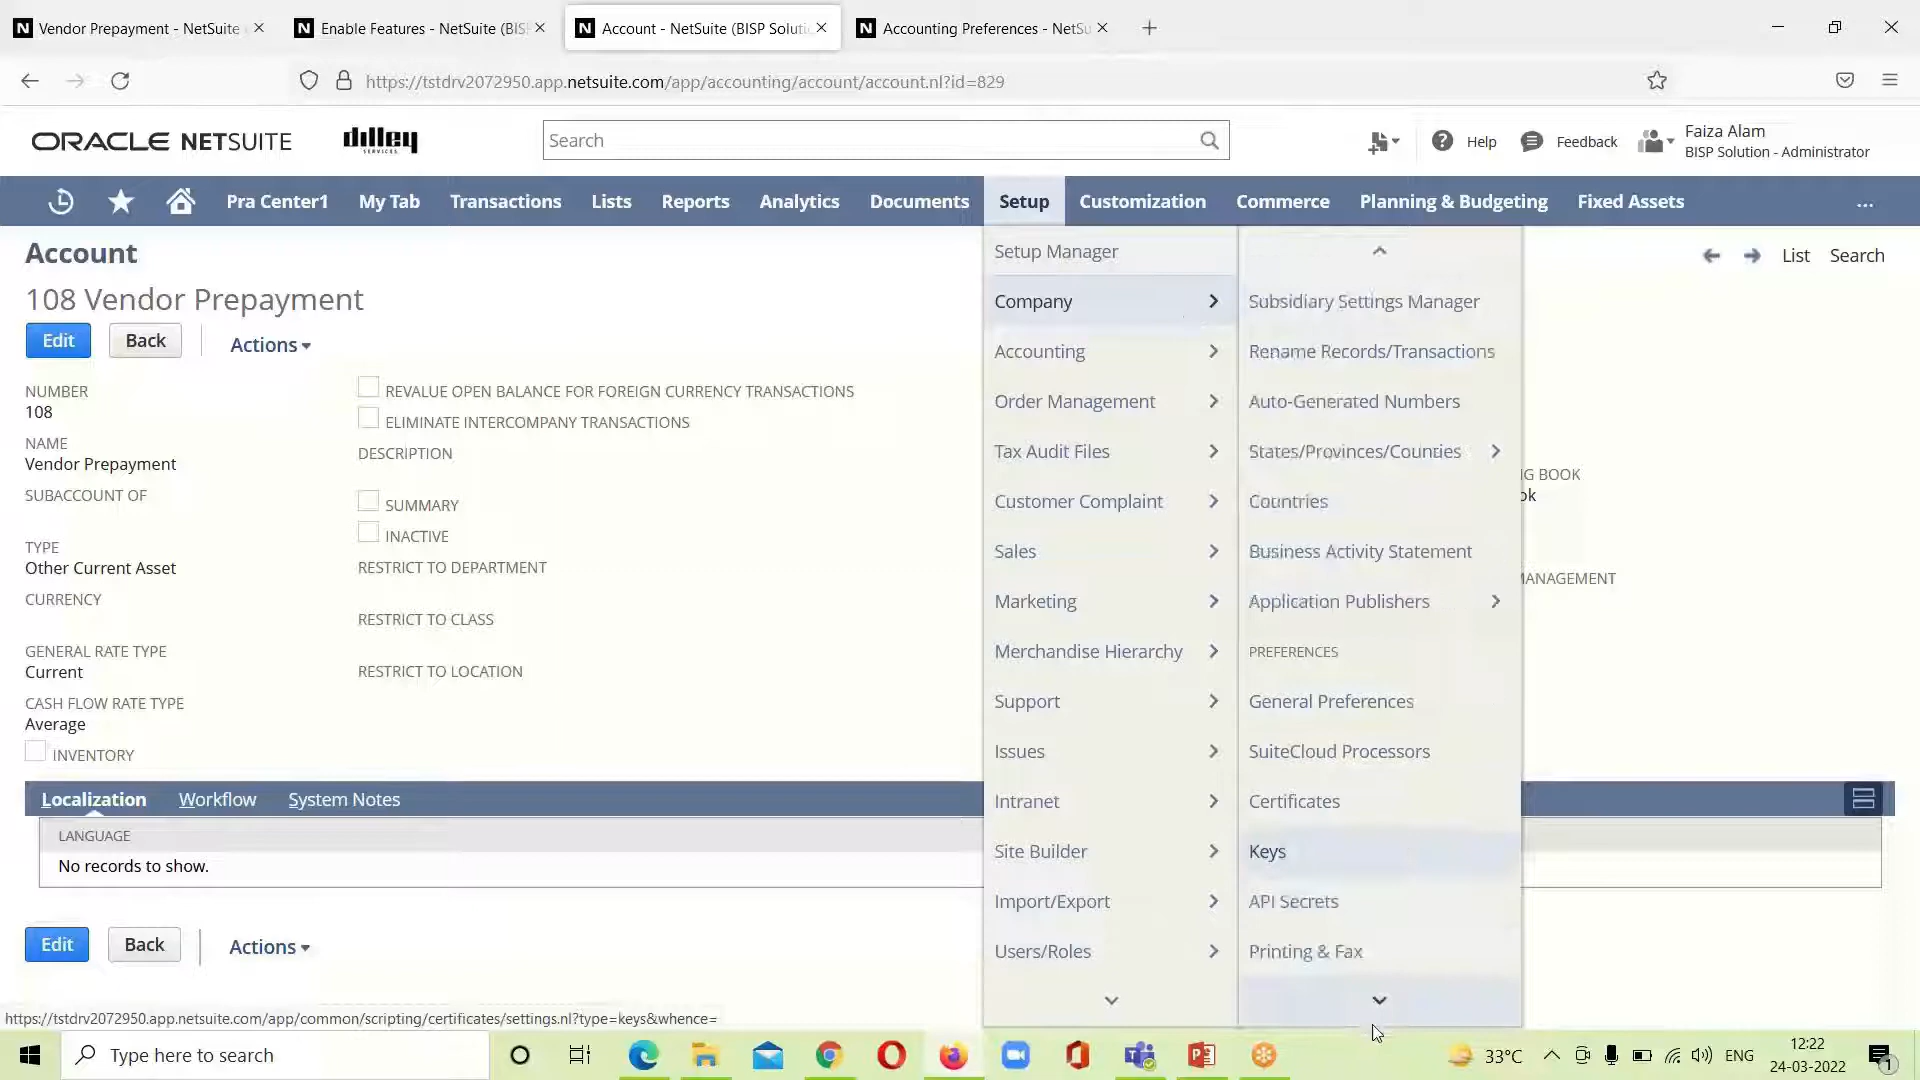 Vendor Prepayment - NetSuite
Enable Features - NetSuite (BIS
Account - NetSuite (BISP Soluti
Accounting Preferences - NetSu
https://tstdrv2072950.app.netsuite.com/app/accounting/account/account.nl?id=829
ORACLE NETSUITE
dilley
SERVICES
Search
Help
Feedback
Faiza Alam
BISP Solution - Administrator
Pra Center1
My Tab
Transactions
Lists
Reports
Analytics
Documents
Setup
Customization
Commerce
Planning & Budgeting
Fixed Assets
...
Account
List
Search
108 Vendor Prepayment
Edit
Back
Actions
NUMBER
108
NAME
Vendor Prepayment
SUBACCOUNT OF
TYPE
Other Current Asset
CURRENCY
GENERAL RATE TYPE
Current
CASH FLOW RATE TYPE
Average
INVENTORY
REVALUE OPEN BALANCE FOR FOREIGN CURRENCY TRANSACTIONS
ELIMINATE INTERCOMPANY TRANSACTIONS
DESCRIPTION
SUMMARY
INACTIVE
RESTRICT TO DEPARTMENT
RESTRICT TO CLASS
RESTRICT TO LOCATION
Setup Manager
Company
Accounting
Order Management
Tax Audit Files
Customer Complaint
Sales
Marketing
Merchandise Hierarchy
Support
Issues
Intranet
Site Builder
Import/Export
Users/Roles
Subsidiary Settings Manager
Rename Records/Transactions
Auto-Generated Numbers
States/Provinces/Counties
Countries
Business Activity Statement
Application Publishers
PREFERENCES
General Preferences
SuiteCloud Processors
Certificates
Keys
API Secrets
Printing & Fax
NG BOOK
ok
MANAGEMENT
Localization
Workflow
System Notes
LANGUAGE
No records to show.
Edit
Back
Actions
https://tstdrv2072950.app.netsuite.com/app/common/scripting/certificates/settings.nl?type=keys&whence=
Type here to search
33°C
ENG
12:22
24-03-2022
1